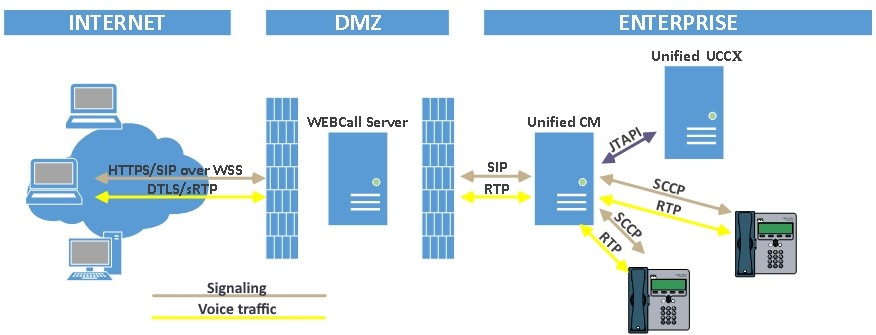 INTERNET
DMZ
ENTERPRISE
Unified UCCX
WEBCall Server
Unified CM
JTAPI
HTTPS/SIP over WSS
DTLS/sRTP
SIP
RTP
SCCP
RTP
SCCP
RTP
Signaling
Voice traffic